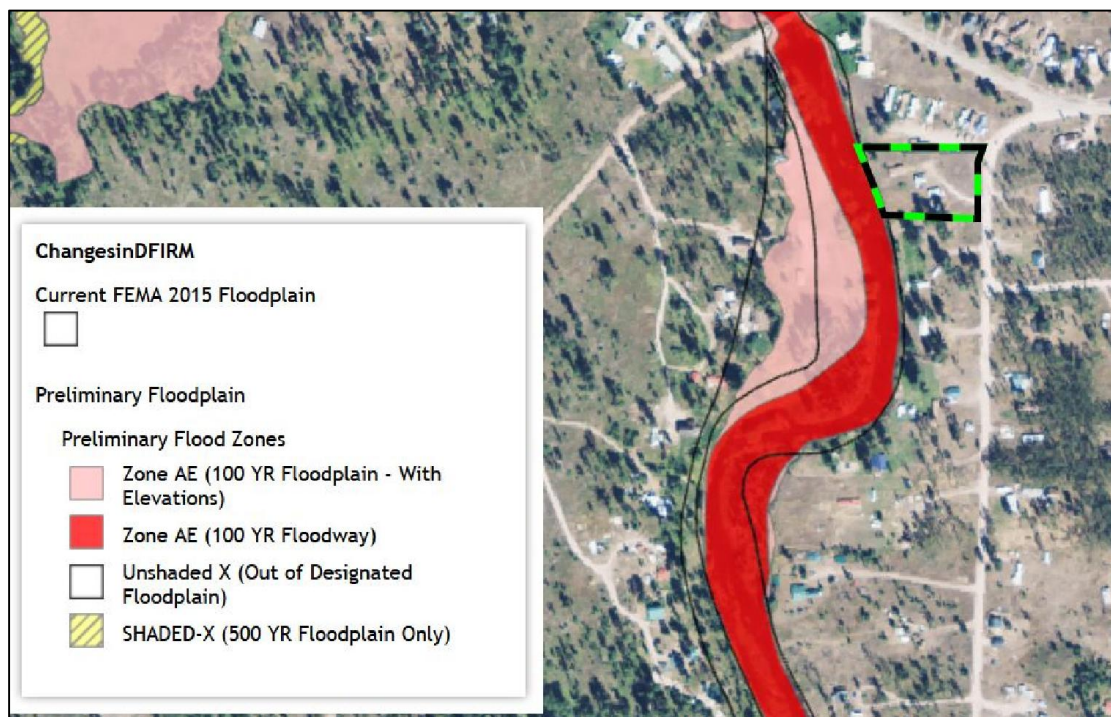 ChangesinDFIRM
Current FEMA 2015 Floodplain
Preliminary Floodplain
Preliminary Flood Zones
Zone AE (100 YR Floodplain - With
Elevations)
Zone AE (100 YR Floodway)
Unshaded X (Out of Designated
Floodplain)
SHADED-X (500 YR Floodplain Only)